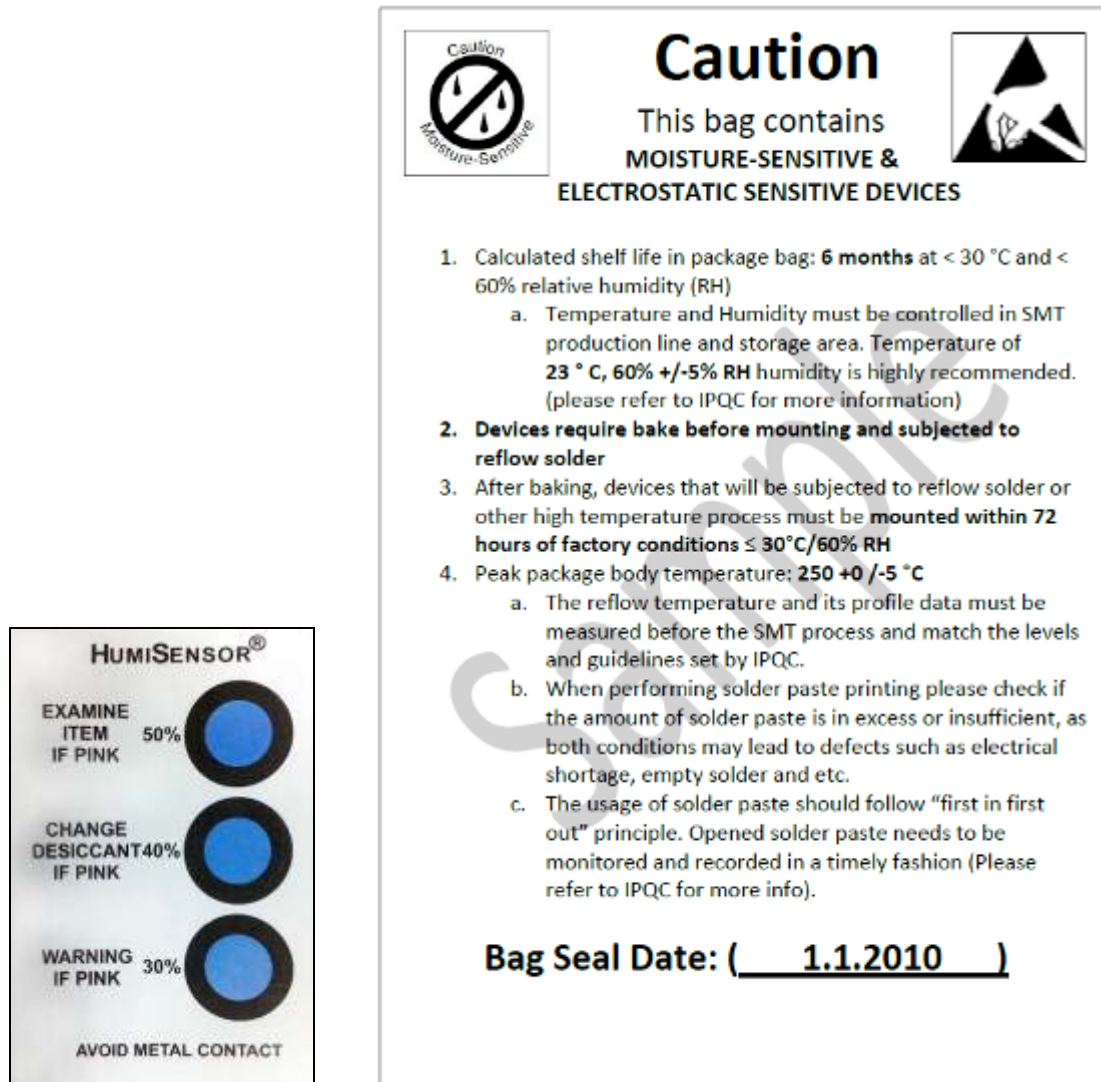 HUMISENSOR®
EXAMINE
ITEM 50%
IF PINK
CHANGE
DESICCANT 40%
IF PINK
WARNING 30%
IF PINK
AVOID METAL CONTACT
Caution
Moisture-Sensitive
Caution
This bag contains
MOISTURE-SENSITIVE &
ELECTROSTATIC SENSITIVE DEVICES
1. Calculated shelf life in package bag: 6 months at < 30 °C and <
60% relative humidity (RH)
a. Temperature and Humidity must be controlled in SMT
production line and storage area. Temperature of
23 ° C, 60% +/-5% RH humidity is highly recommended.
(please refer to IPQC for more information)
2. Devices require bake before mounting and subjected to
reflow solder
3. After baking, devices that will be subjected to reflow solder or
other high temperature process must be mounted within 72
hours of factory conditions ≤ 30°C/60% RH
4. Peak package body temperature: 250 +0 /-5 °C
a. The reflow temperature and its profile data must be
measured before the SMT process and match the levels
and guidelines set by IPQC.
b. When performing solder paste printing please check if
the amount of solder paste is in excess or insufficient, as
both conditions may lead to defects such as electrical
shortage, empty solder and etc.
c. The usage of solder paste should follow “first in first
out” principle. Opened solder paste needs to be
monitored and recorded in a timely fashion (Please
refer to IPQC for more info).
Bag Seal Date: ( 1.1.2010 )
Sample